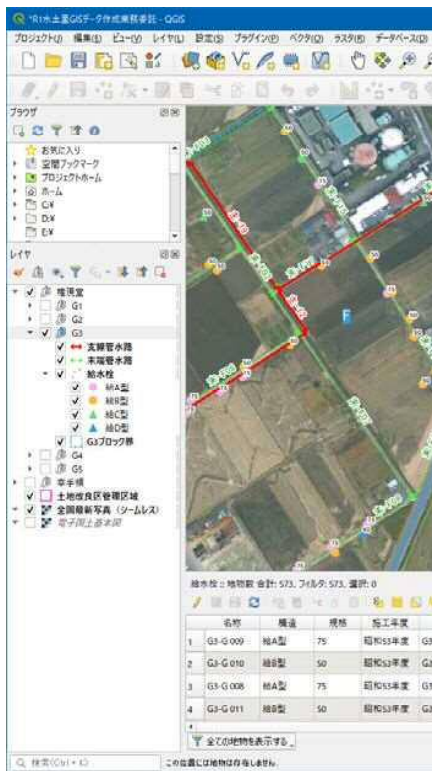 *R1水土里GISデータ作成業務委託 - QGIS
プロジェクト(J) 編集(E) ビュー(V) レイヤ(L) 設定(S) プラグイン(P) ベクタ(O) ラスタ(R) データベース(D)
ブラウザ
お気に入り
空間ブックマーク
プロジェクトホーム
ホーム
C:¥
D:¥
E:¥
レイヤ
権現堂
G1
G2
G3
支線管水路
末端管水路
給水栓
給A型
給B型
給C型
給D型
G3ブロック界
G4
G5
幸手領
土地改良区管理区域
全国最新写真 (シームレス)
電子国土基本図
給水栓 :: 地物数 合計: 573, フィルタ: 573, 選択: 0
名称 構造 規格 施工年度
1 G3-G 009 給A型 75 昭和53年度 G3
2 G3-G 010 給B型 50 昭和53年度 G3
3 G3-G 008 給A型 75 昭和53年度 G3
4 G3-G 011 給B型 50 昭和53年度 G3
全ての地物を表示する
検索(Ctrl + K) この位置には地物は存在しません。